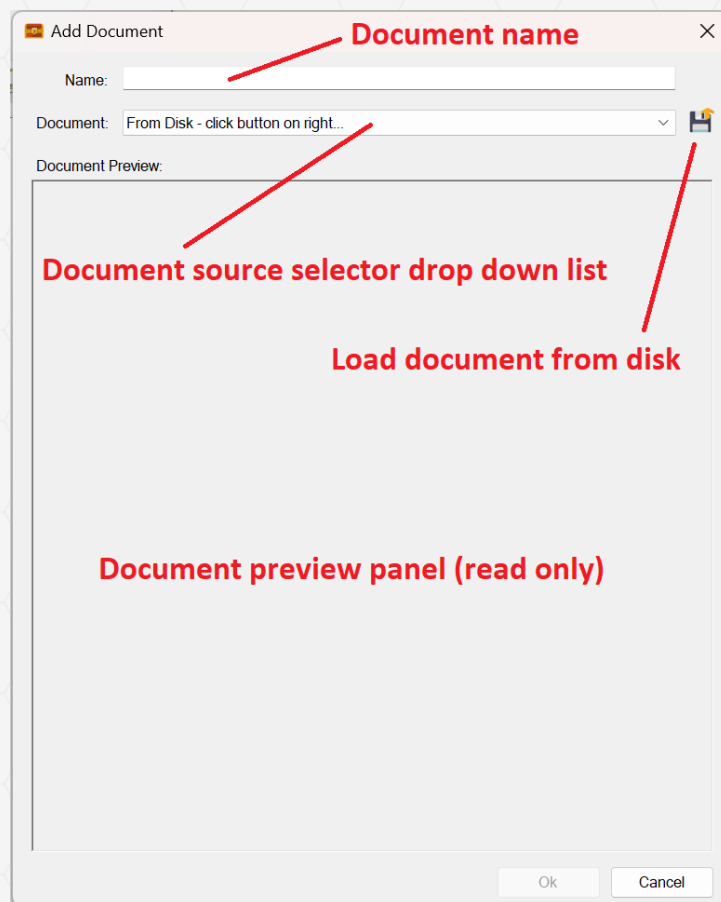 Add Document
Document name
Name:
Document: From Disk - click button on right...
Document Preview:
Document source selector drop down list
Load document from disk
Document preview panel (read only)
Ok Cancel